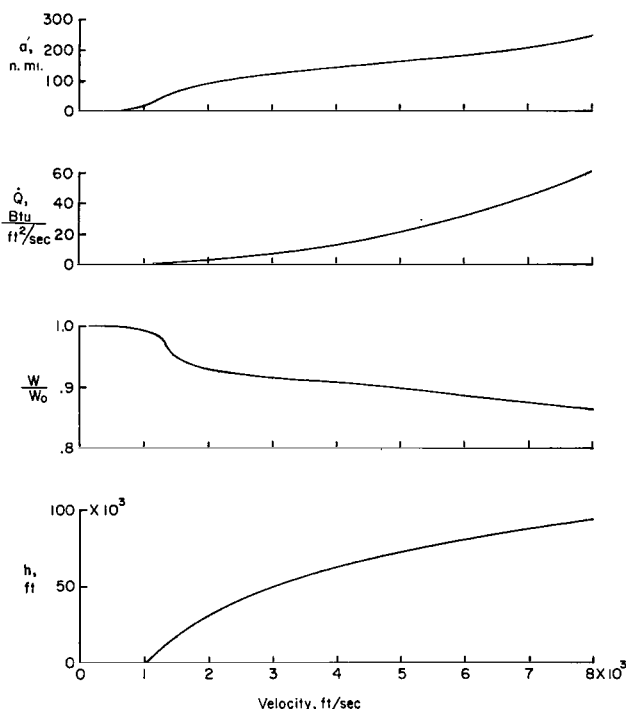 300
200
100
0
a',
n. mi.
60
40
20
0
Q̇,
Btu
ft²/sec
1.0
.9
.8
W
W₀
100 X 10³
50
0
h,
ft
0 1 2 3 4 5 6 7 8 X 10³
Velocity, ft/sec